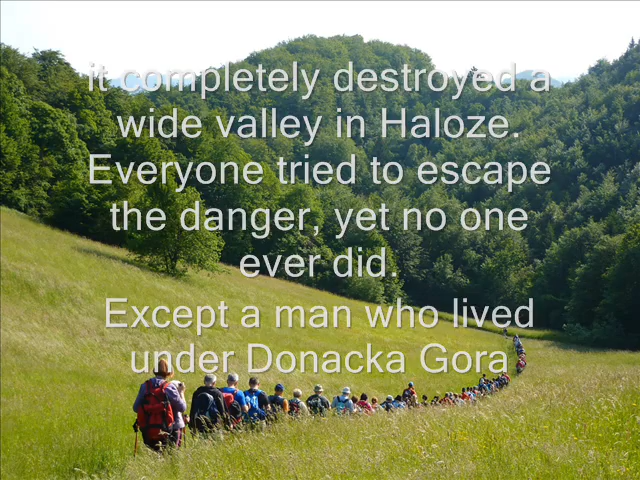 it completely destroyed a
wide valley in Haloze.
Everyone tried to escape
the danger, yet no one
ever did.
Except a man who lived
under Donacka Gora